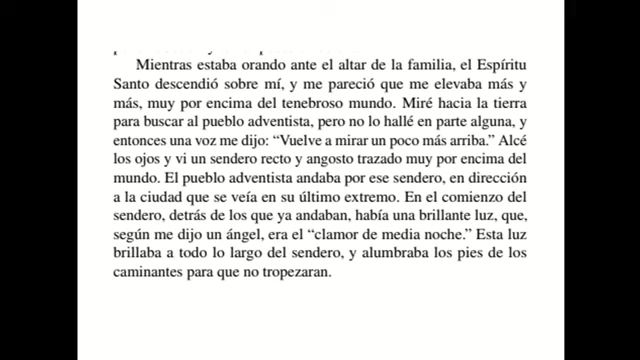 Mientras estaba orando ante el altar de la familia, el Espíritu
Santo descendió sobre mí, y me pareció que me elevaba más y
más, muy por encima del tenebroso mundo. Miré hacia la tierra
para buscar al pueblo adventista, pero no lo hallé en parte alguna, y
entonces una voz me dijo: “Vuelve a mirar un poco más arriba.” Alcé
los ojos y vi un sendero recto y angosto trazado muy por encima del
mundo. El pueblo adventista andaba por ese sendero, en dirección
a la ciudad que se veía en su último extremo. En el comienzo del
sendero, detrás de los que ya andaban, había una brillante luz, que,
según me dijo un ángel, era el “clamor de media noche.” Esta luz
brillaba a todo lo largo del sendero, y alumbraba los pies de los
caminantes para que no tropezaran.